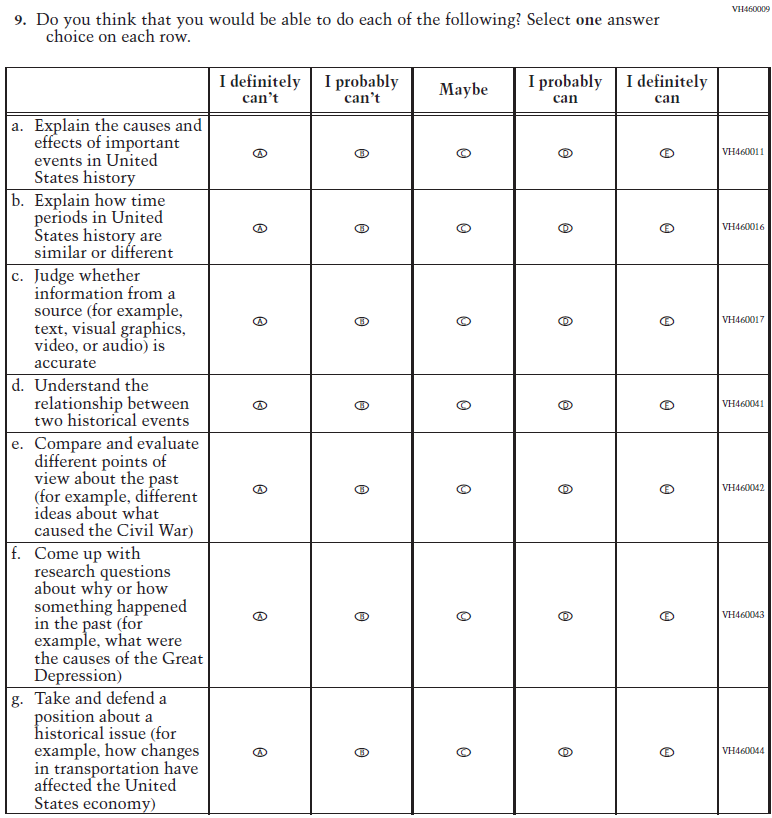 VH460009
9. Do you think that you would be able to do each of the following? Select one answer
choice on each row.
I definitely can't I probably can't Maybe I probably can I definitely can
a. Explain the causes and
effects of important
events in United
States history
A B C D E VH460011
b. Explain how time
periods in United
States history are
similar or different
A B C D E VH460016
c. Judge whether
information from a
source (for example,
text, visual graphics,
video, or audio) is
accurate
A B C D E VH460017
d. Understand the
relationship between
two historical events
A B C D E VH460041
e. Compare and evaluate
different points of
view about the past
(for example, different
ideas about what
caused the Civil War)
A B C D E VH460042
f. Come up with
research questions
about why or how
something happened
in the past (for
example, what were
the causes of the Great
Depression)
A B C D E VH460043
g. Take and defend a
position about a
historical issue (for
example, how changes
in transportation have
affected the United
States economy)
A B C D E VH460044